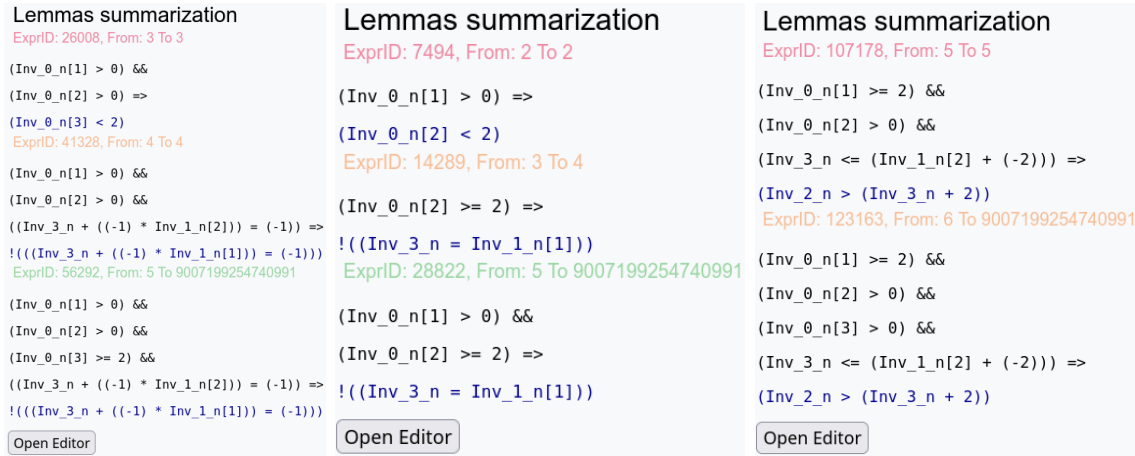 Lemmas summarization
ExprID: 26008, From: 3 To 3
(Inv_0_n[1] > 0) &&
(Inv_0_n[2] > 0) =>
(Inv_0_n[3] < 2)
ExprID: 41328, From: 4 To 4
(Inv_0_n[1] > 0) &&
(Inv_0_n[2] > 0) &&
((Inv_3_n + ((-1) * Inv_1_n[2])) = (-1)) =>
!(((Inv_3_n + ((-1) * Inv_1_n[1])) = (-1)))
ExprID: 56292, From: 5 To 9007199254740991
(Inv_0_n[1] > 0) &&
(Inv_0_n[2] > 0) &&
(Inv_0_n[3] >= 2) &&
((Inv_3_n + ((-1) * Inv_1_n[2])) = (-1)) =>
!(((Inv_3_n + ((-1) * Inv_1_n[1])) = (-1)))
Open Editor
Lemmas summarization
ExprID: 7494, From: 2 To 2
(Inv_0_n[1] > 0) =>
(Inv_0_n[2] < 2)
ExprID: 14289, From: 3 To 4
(Inv_0_n[2] >= 2) =>
!((Inv_3_n = Inv_1_n[1]))
ExprID: 28822, From: 5 To 9007199254740991
(Inv_0_n[1] > 0) &&
(Inv_0_n[2] >= 2) =>
!((Inv_3_n = Inv_1_n[1]))
Open Editor
Lemmas summarization
ExprID: 107178, From: 5 To 5
(Inv_0_n[1] >= 2) &&
(Inv_0_n[2] > 0) &&
(Inv_3_n <= (Inv_1_n[2] + (-2))) =>
(Inv_2_n > (Inv_3_n + 2))
ExprID: 123163, From: 6 To 9007199254740991
(Inv_0_n[1] >= 2) &&
(Inv_0_n[2] > 0) &&
(Inv_0_n[3] > 0) &&
(Inv_3_n <= (Inv_1_n[2] + (-2))) =>
(Inv_2_n > (Inv_3_n + 2))
Open Editor